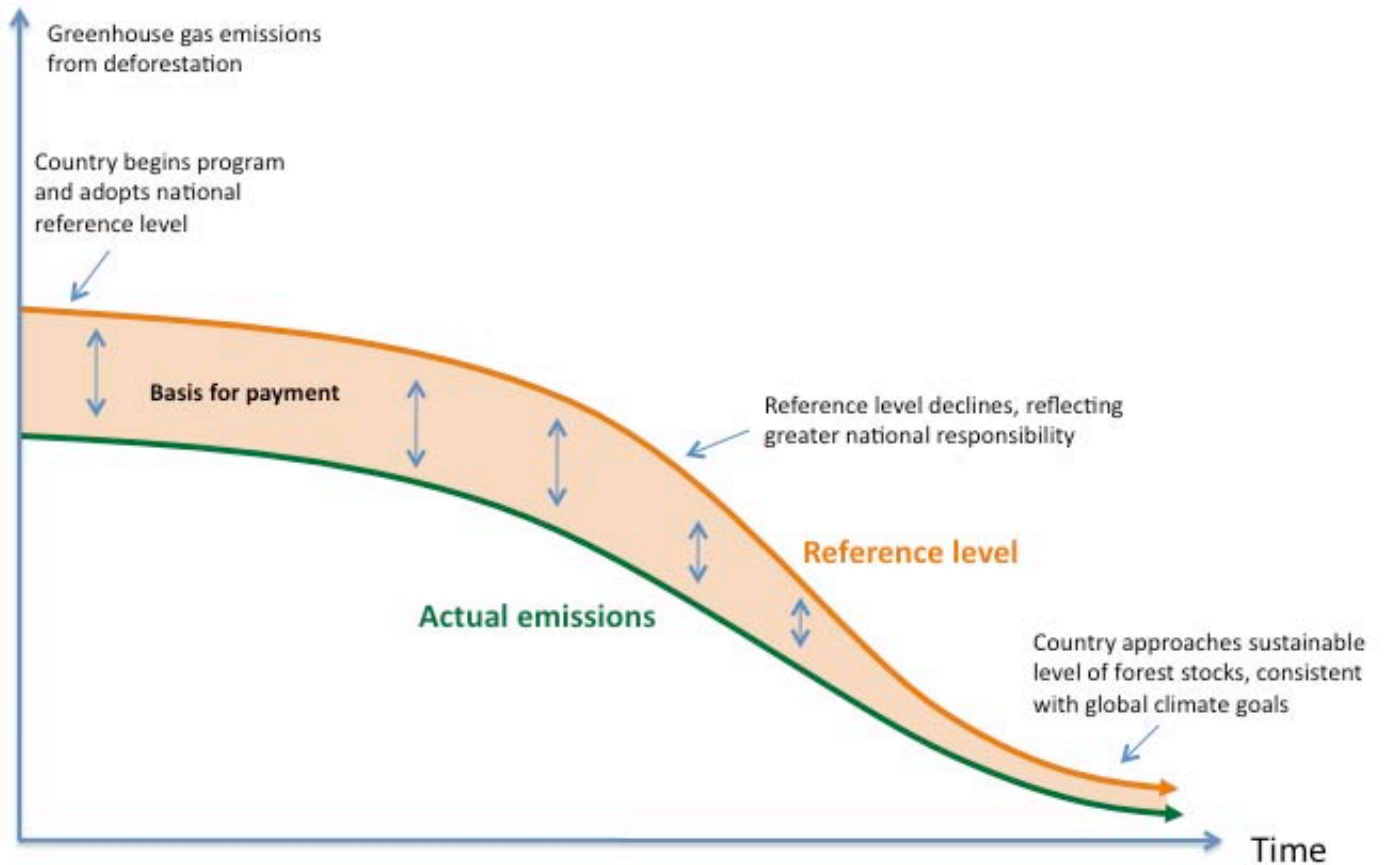 Greenhouse gas emissions
from deforestation
Country begins program
and adopts national
reference level
Basis for payment
Reference level declines, reflecting
greater national responsibility
Reference level
Actual emissions
Country approaches sustainable
level of forest stocks, consistent
with global climate goals
Time